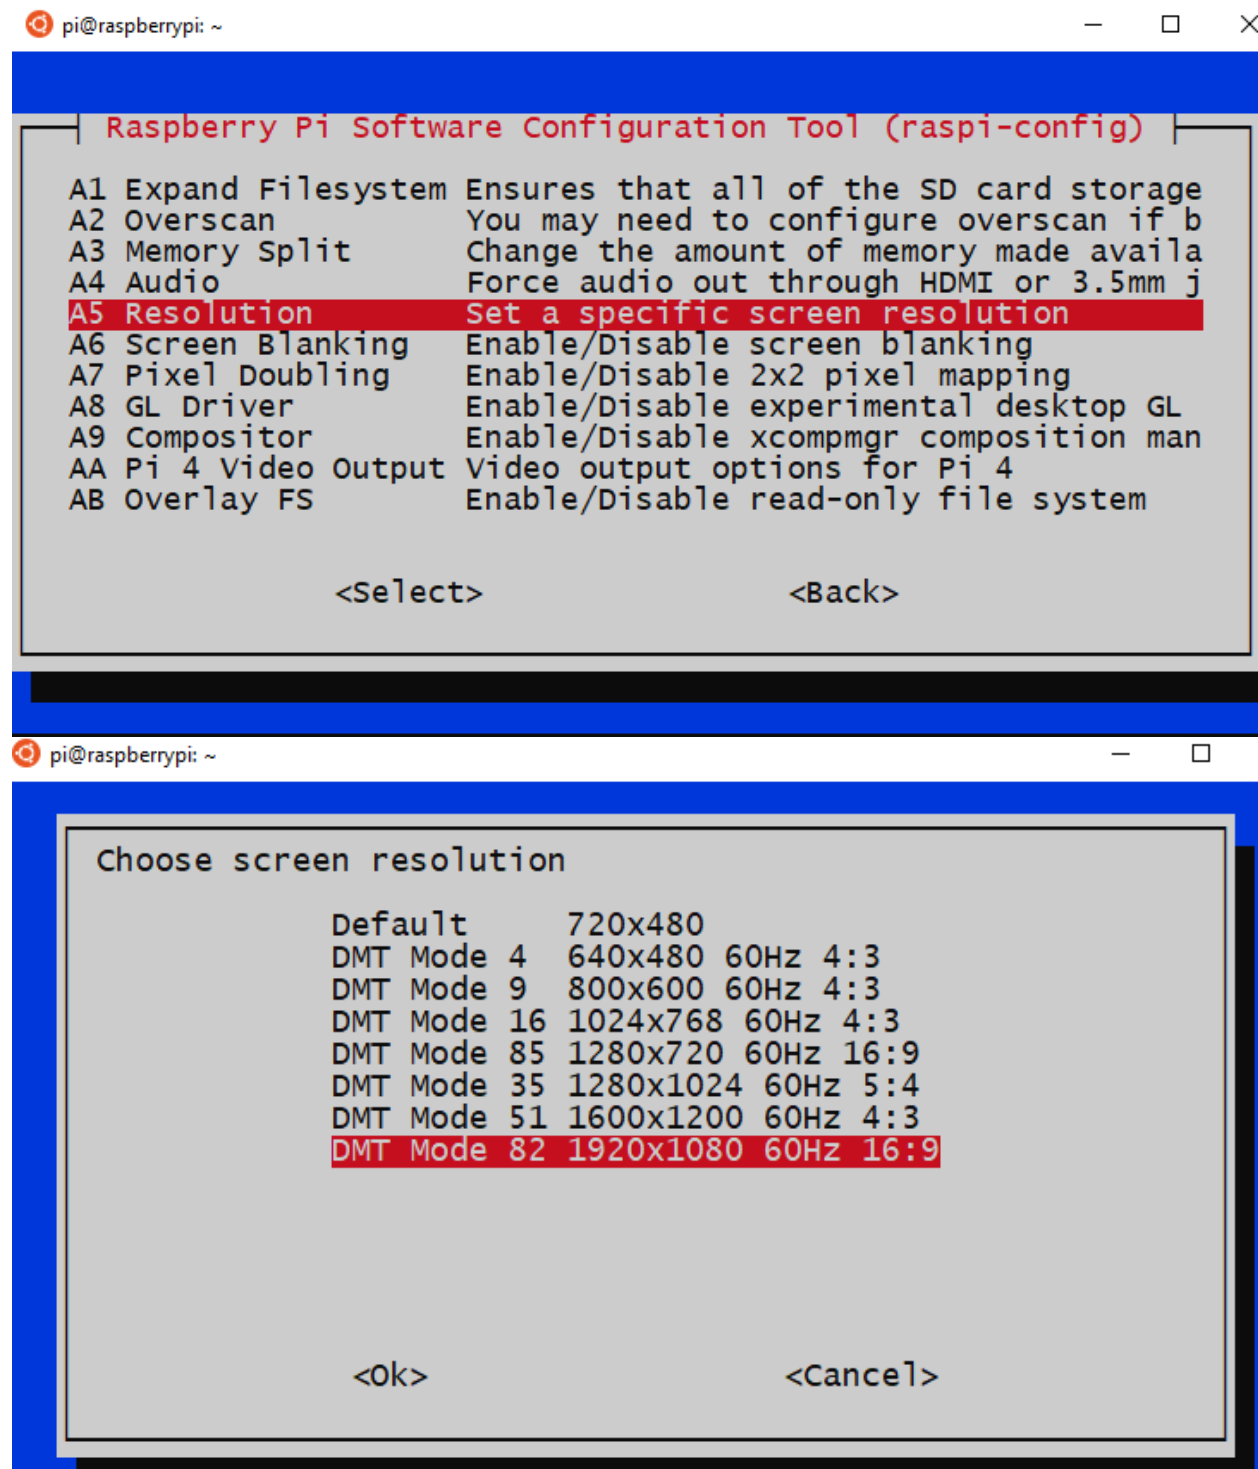 pi@raspberrypi: ~
Raspberry Pi Software Configuration Tool (raspi-config)
A1 Expand Filesystem Ensures that all of the SD card storage
A2 Overscan You may need to configure overscan if b
A3 Memory Split Change the amount of memory made availa
A4 Audio Force audio out through HDMI or 3.5mm j
A5 Resolution Set a specific screen resolution
A6 Screen Blanking Enable/Disable screen blanking
A7 Pixel Doubling Enable/Disable 2x2 pixel mapping
A8 GL Driver Enable/Disable experimental desktop GL
A9 Compositor Enable/Disable xcompmgr composition man
AA Pi 4 Video Output Video output options for Pi 4
AB Overlay FS Enable/Disable read-only file system
<Select> <Back>
pi@raspberrypi: ~
Choose screen resolution
Default 720x480
DMT Mode 4 640x480 60Hz 4:3
DMT Mode 9 800x600 60Hz 4:3
DMT Mode 16 1024x768 60Hz 4:3
DMT Mode 85 1280x720 60Hz 16:9
DMT Mode 35 1280x1024 60Hz 5:4
DMT Mode 51 1600x1200 60Hz 4:3
DMT Mode 82 1920x1080 60Hz 16:9
<Ok> <Cancel>